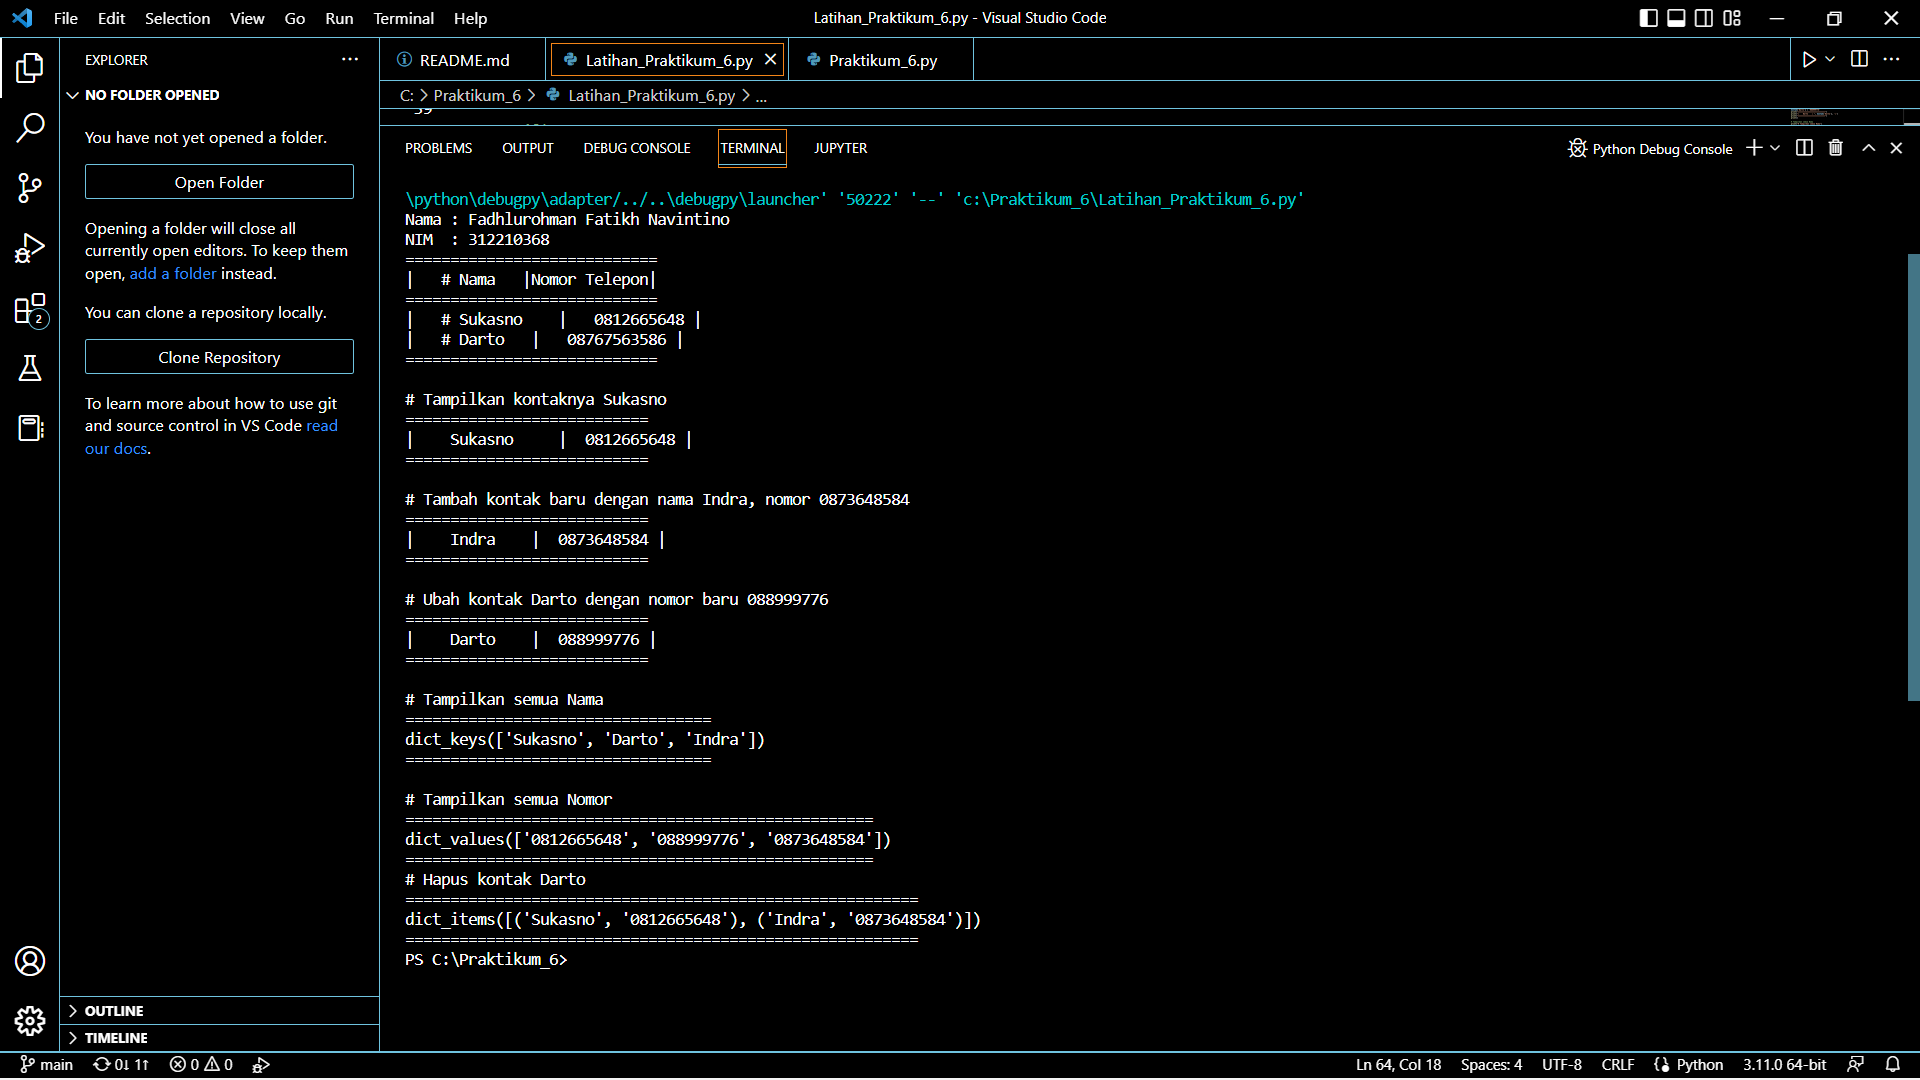 File Edit Selection View Go Run Terminal Help
Latihan_Praktikum_6.py - Visual Studio Code
EXPLORER
NO FOLDER OPENED
You have not yet opened a folder.
Open Folder
Opening a folder will close all
currently open editors. To keep them
open, add a folder instead.
You can clone a repository locally.
Clone Repository
To learn more about how to use git
and source control in VS Code read
our docs.
OUTLINE
TIMELINE
2
README.md
Latihan_Praktikum_6.py
Praktikum_6.py
C: > Praktikum_6 > Latihan_Praktikum_6.py > ...
PROBLEMS OUTPUT DEBUG CONSOLE TERMINAL JUPYTER
Python Debug Console
\python\debugpy\adapter/../..\debugpy\launcher' '50222' '--' 'c:\Praktikum_6\Latihan_Praktikum_6.py'
Nama : Fadhlurohman Fatikh Navintino
NIM  : 312210368
============================
|   # Nama   |Nomor Telepon|
============================
|   # Sukasno    |   0812665648 |
|   # Darto   |   08767563586 |
============================
# Tampilkan kontaknya Sukasno
===========================
|    Sukasno     |  0812665648 |
===========================
# Tambah kontak baru dengan nama Indra, nomor 0873648584
===========================
|    Indra    |  0873648584 |
===========================
# Ubah kontak Darto dengan nomor baru 088999776
===========================
|    Darto    |  088999776 |
===========================
# Tampilkan semua Nama
==================================
dict_keys(['Sukasno', 'Darto', 'Indra'])
==================================
# Tampilkan semua Nomor
====================================================
dict_values(['0812665648', '088999776', '0873648584'])
====================================================
# Hapus kontak Darto
=========================================================
dict_items([('Sukasno', '0812665648'), ('Indra', '0873648584')])
=========================================================
PS C:\Praktikum_6>
main 0↓ 1↑ 0 0
Ln 64, Col 18 Spaces: 4 UTF-8 CRLF Python 3.11.0 64-bit